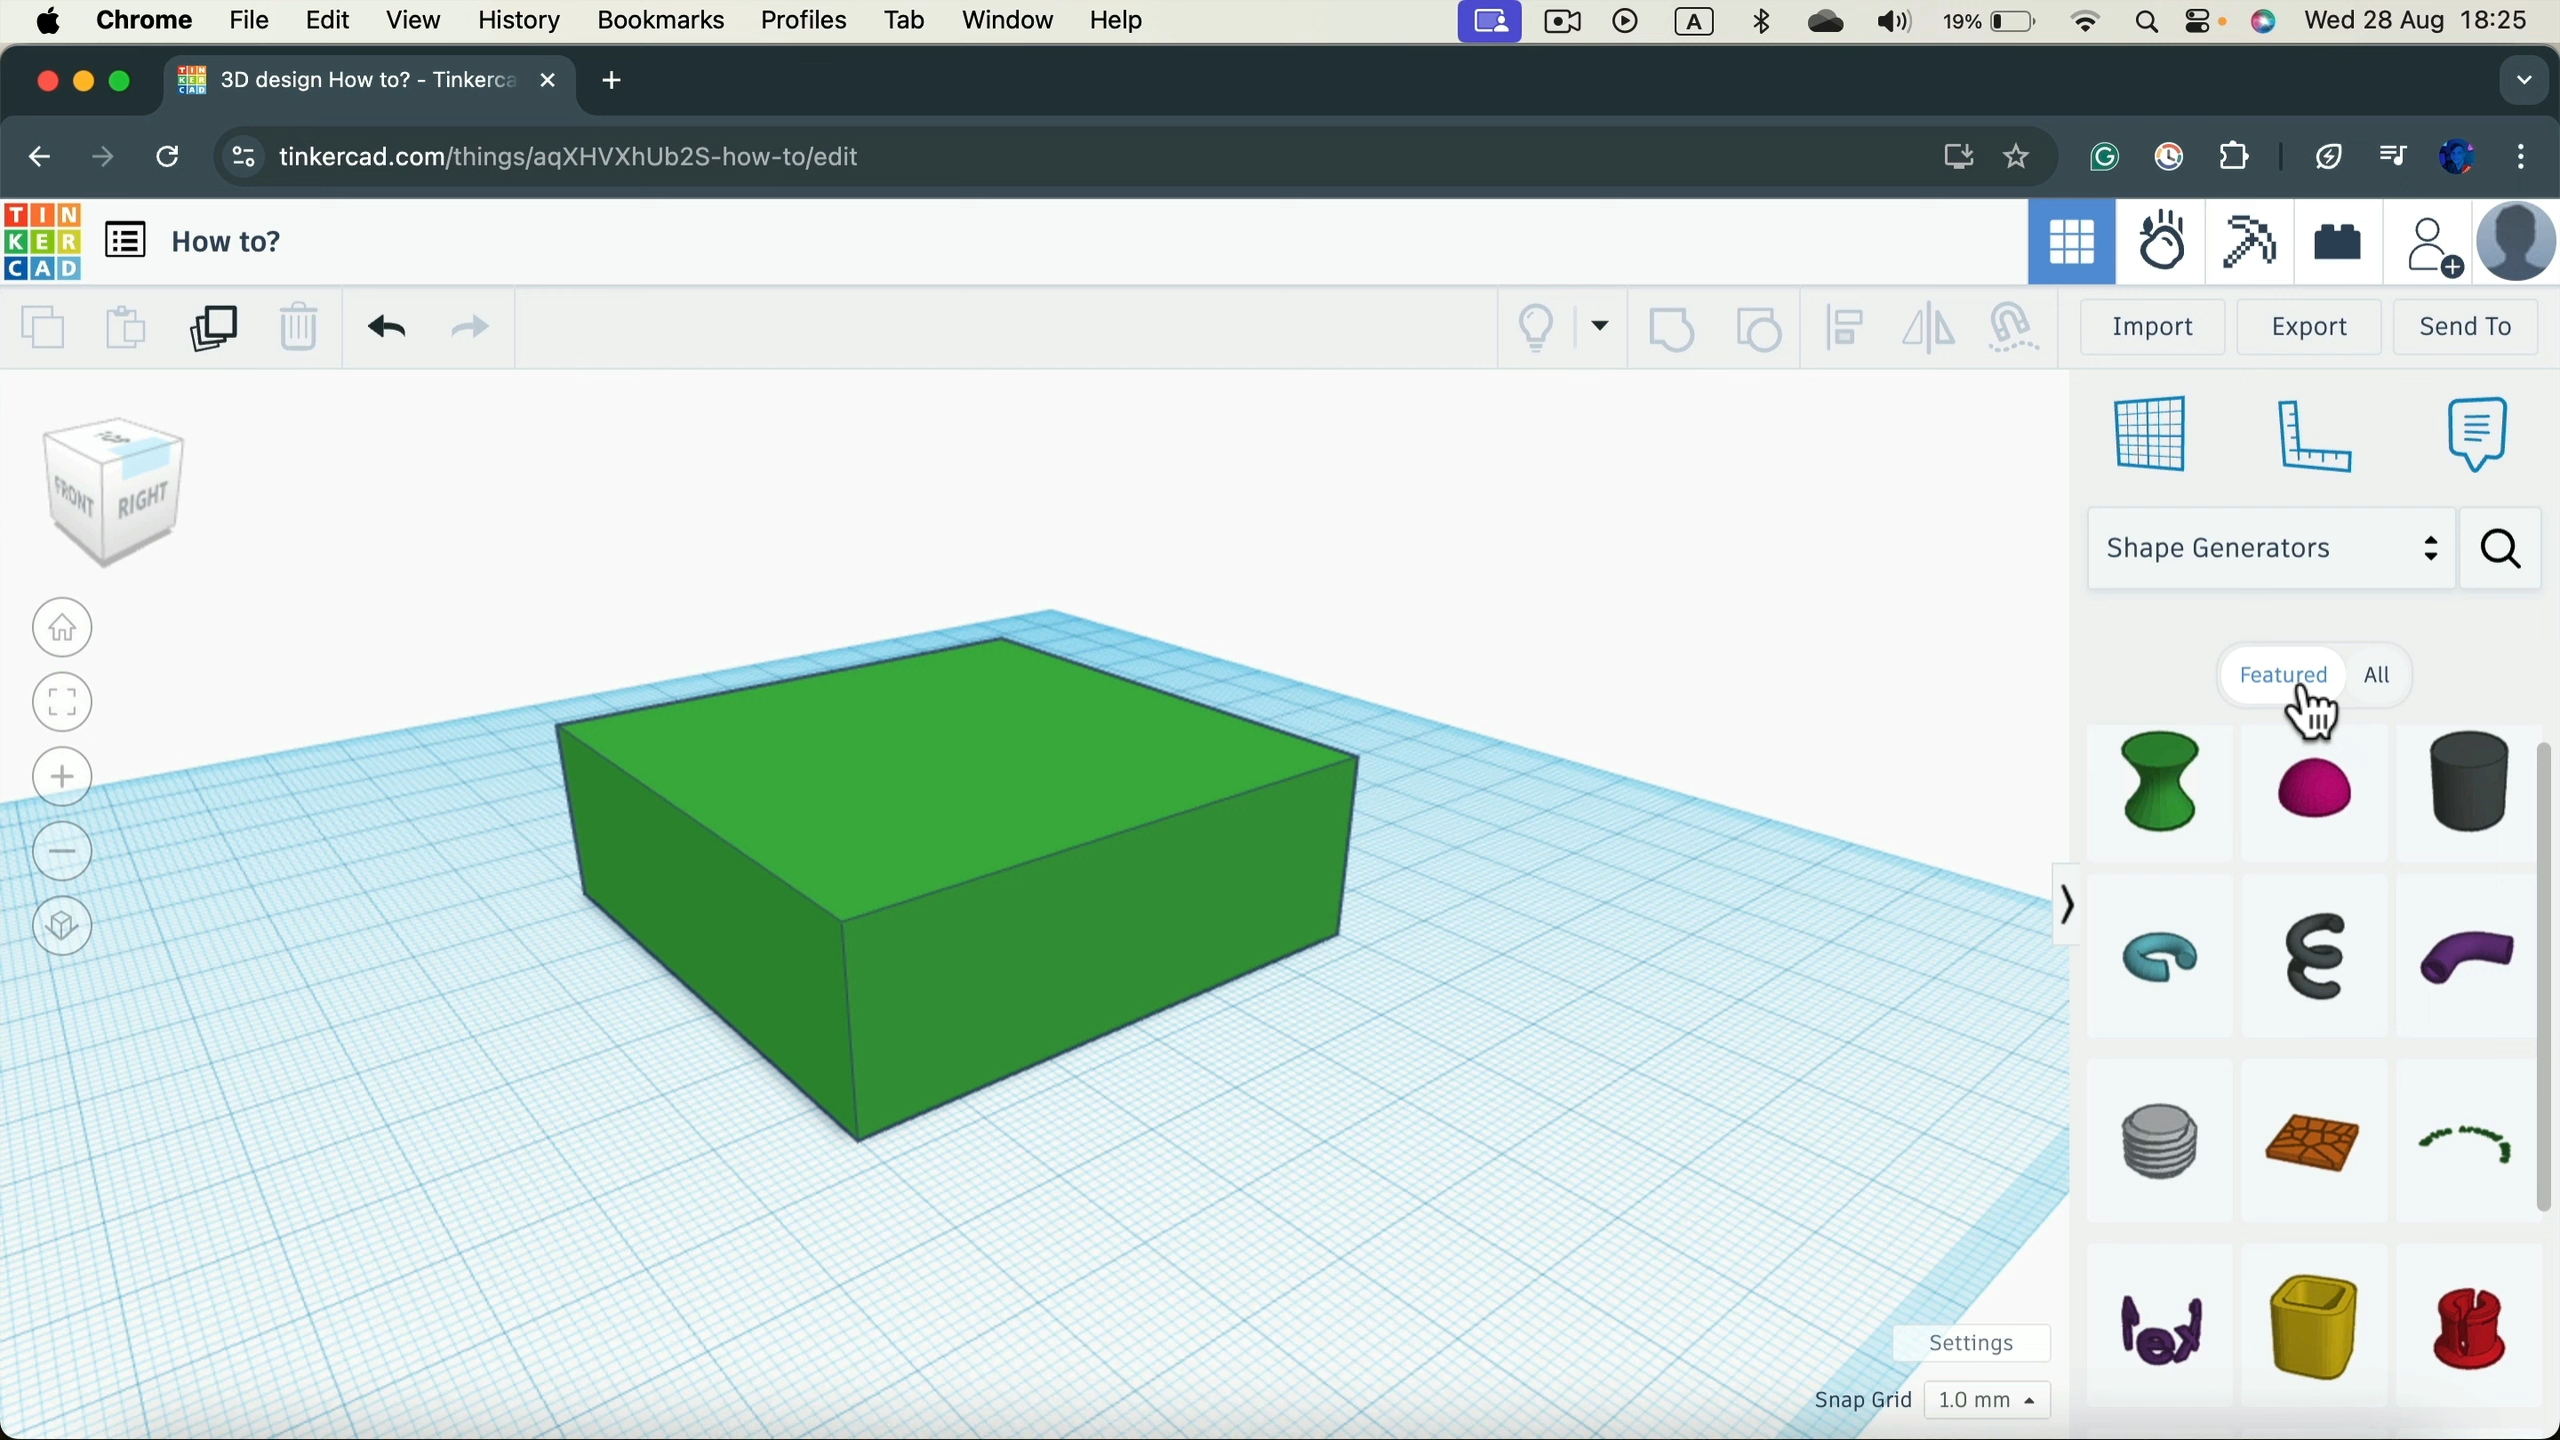 Chrome File Edit View History Bookmarks Profiles Tab Window Help A 19% Wed 28 Aug 18:25
3D design How to? - Tinkerca
tinkercad.com/things/aqXHVXhUb2S-how-to/edit
TIN
KER
CAD
How to?
Import Export Send To
TOP
FRONT RIGHT
Shape Generators
Featured All
Settings
Snap Grid 1.0 mm